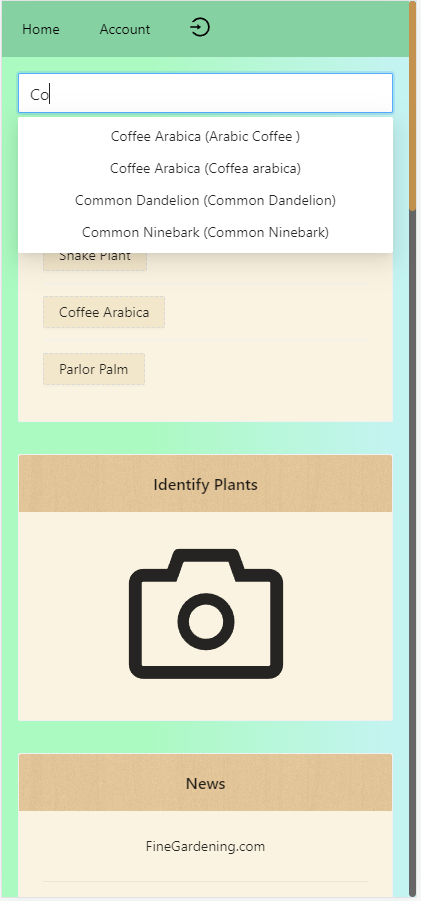 Home Account
Co
Coffee Arabica (Arabic Coffee )
Coffee Arabica (Coffea arabica)
Common Dandelion (Common Dandelion)
Common Ninebark (Common Ninebark)
Snake Plant
Coffee Arabica
Parlor Palm
Identify Plants
News
FineGardening.com